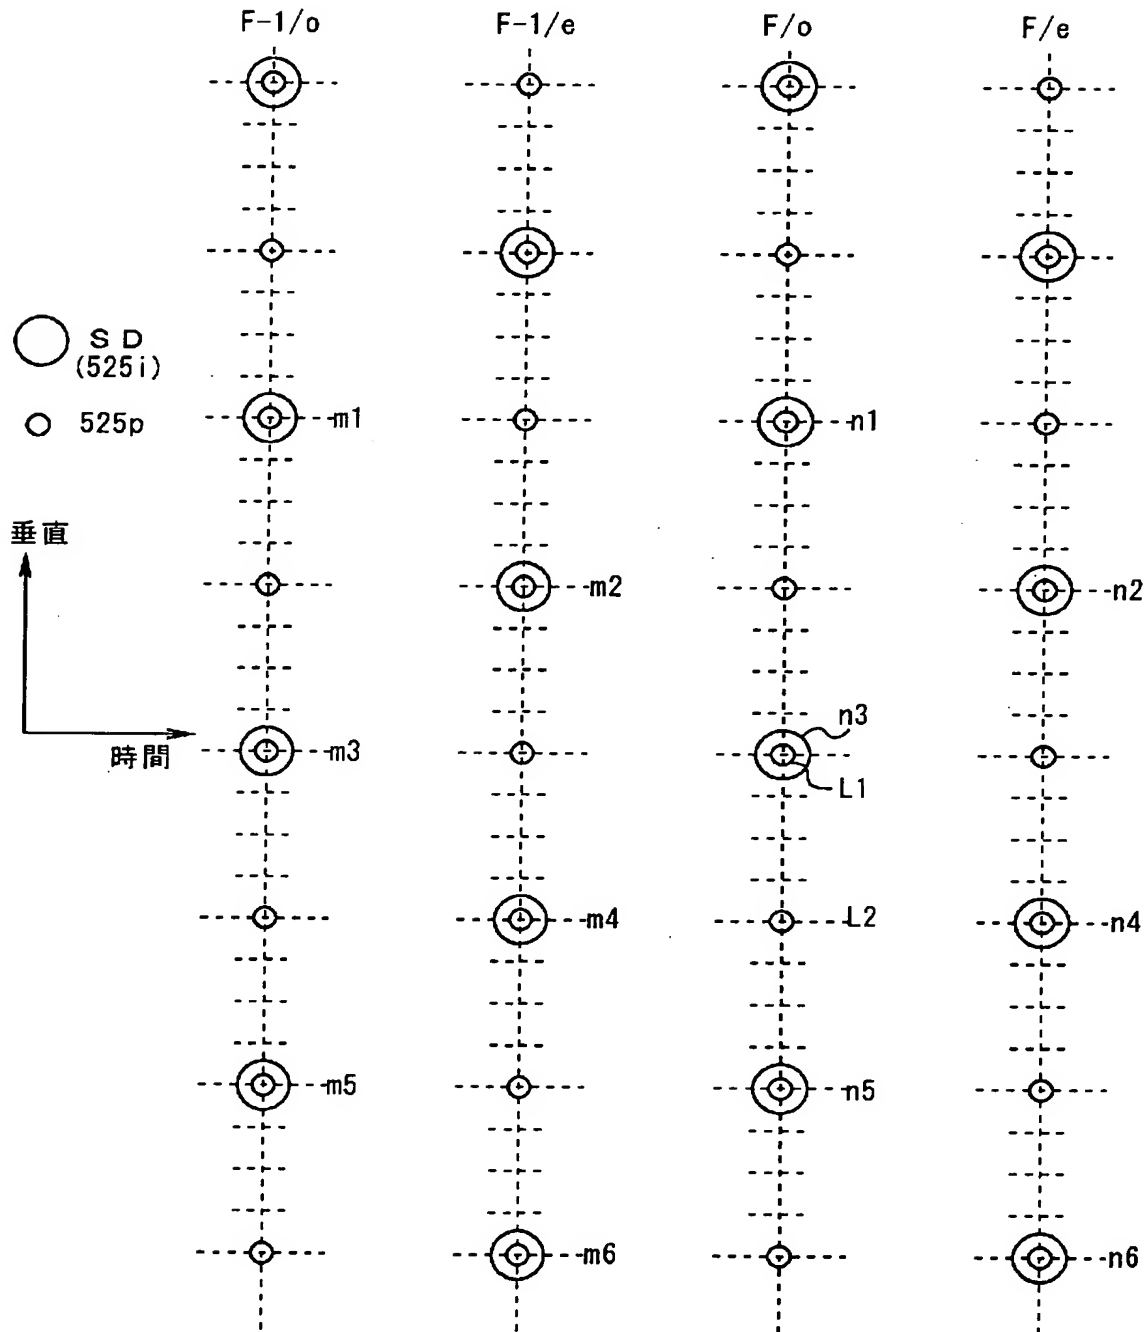 F-1/o F-1/e F/o F/e
SD
(525i)
525p
m1 n1
垂直
m2 n2
n3
m3
時間
L1
m4 L2 n4
m5 n5
m6 n6